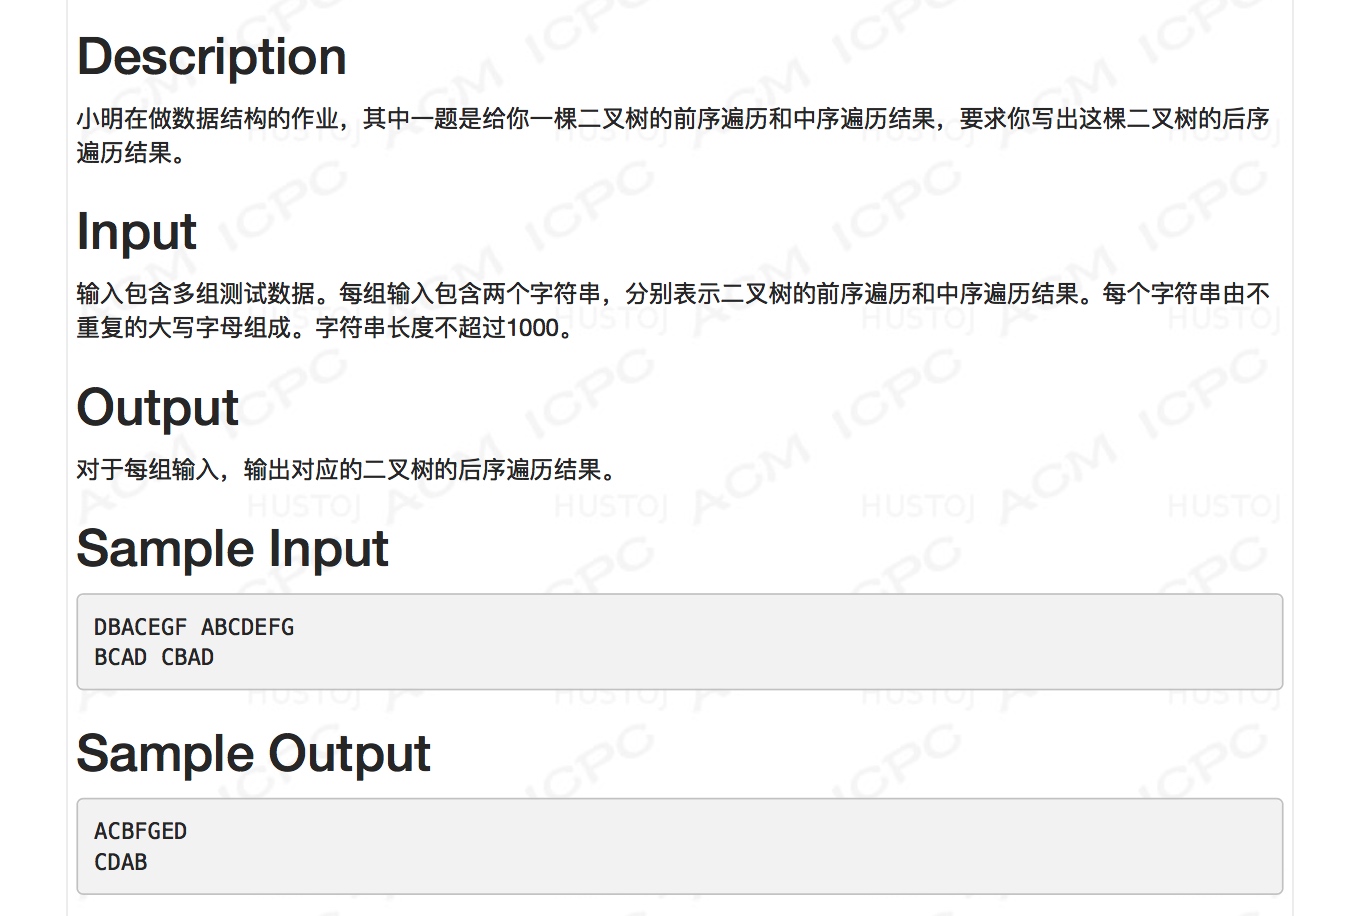 Description
小明在做数据结构的作业，其中一题是给你一棵二叉树的前序遍历和中序遍历结果，要求你写出这棵二叉树的后序
遍历结果。
Input
输入包含多组测试数据。每组输入包含两个字符串，分别表示二叉树的前序遍历和中序遍历结果。每个字符串由不
重复的大写字母组成。字符串长度不超过1000。
Output
对于每组输入，输出对应的二叉树的后序遍历结果。
Sample Input
DBACEGF ABCDEFG
BCAD CBAD
Sample Output
ACBFGED
CDAB